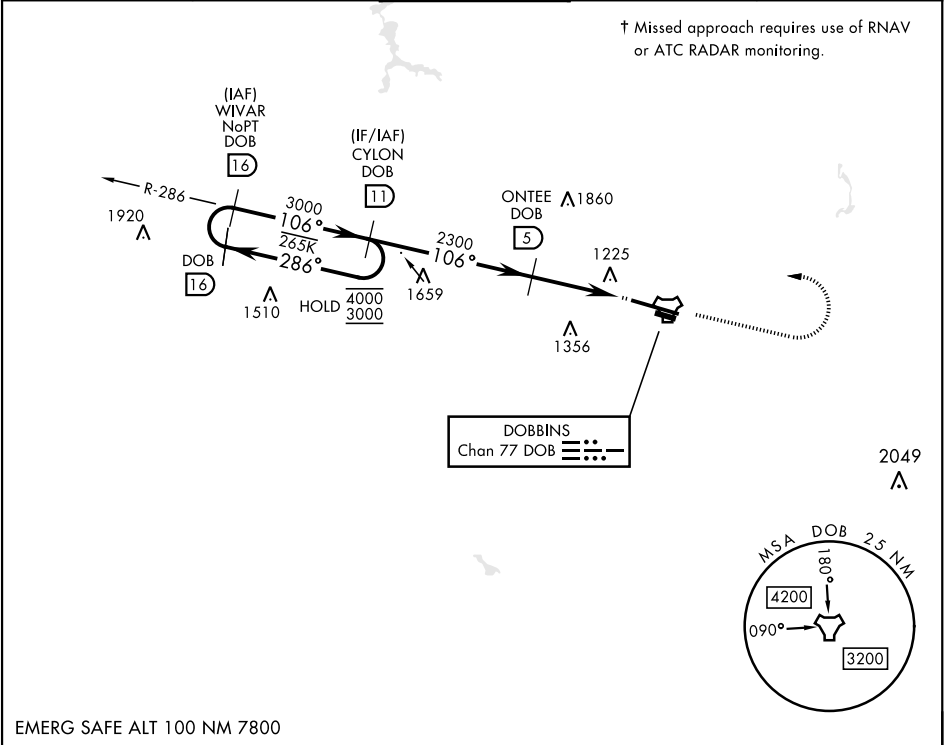 † Missed approach requires use of RNAV
or ATC RADAR monitoring.
(IAF)
WIVAR
NoPT
DOB
16
(IF/IAF)
CYLON
DOB
11
R-286
3000
106°
265K
286°
1920
DOB
16
1510
HOLD
4000
3000
1659
2300
106°
ONTEE
DOB
5
1860
1225
1356
DOBBINS
Chan 77 DOB
2049
MSA DOB 25 NM
180°
4200
090°
3200
EMERG SAFE ALT 100 NM 7800